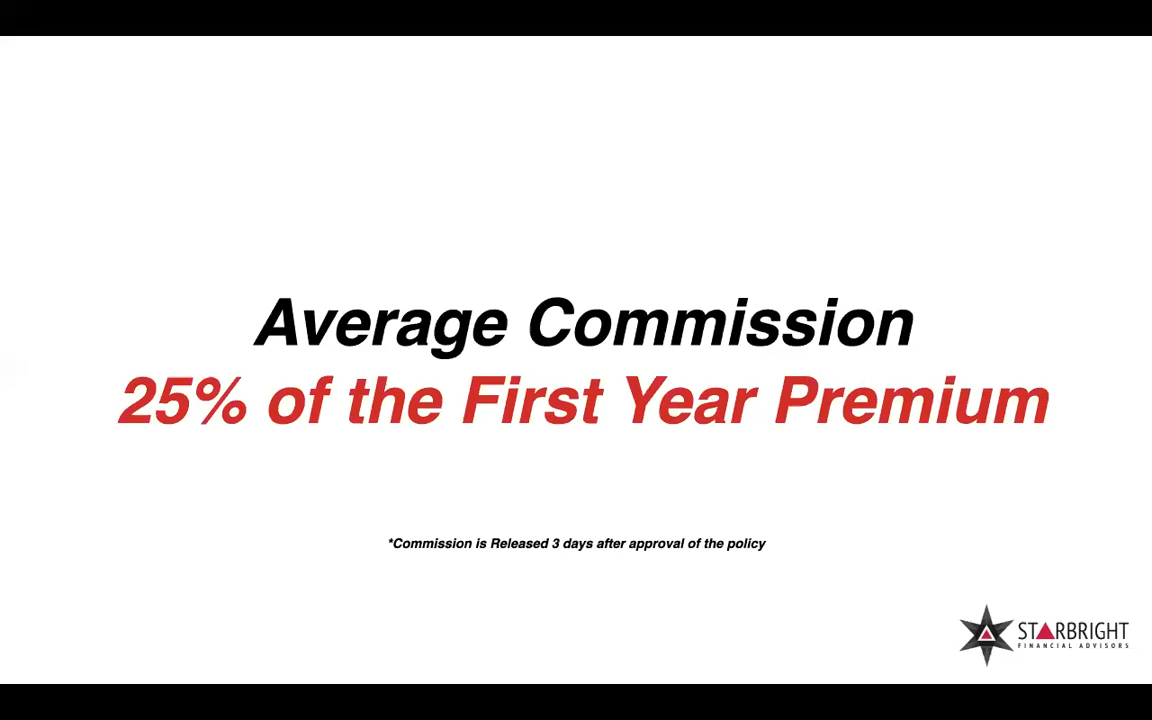 Average Commission
25% of the First Year Premium
*Commission is Released 3 days after approval of the policy
STARBRIGHT
FINANCIAL ADVISORS